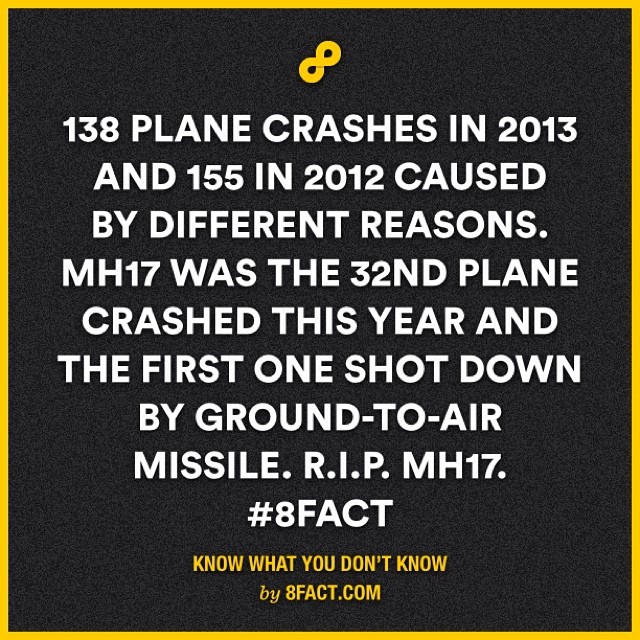 138 PLANE CRASHES IN 2013
AND 155 IN 2012 CAUSED
BY DIFFERENT REASONS.
MH17 WAS THE 32ND PLANE
CRASHED THIS YEAR AND
THE FIRST ONE SHOT DOWN
BY GROUND-TO-AIR
MISSILE. R.I.P. MH17.
#8FACT
KNOW WHAT YOU DON'T KNOW
by 8FACT.COM